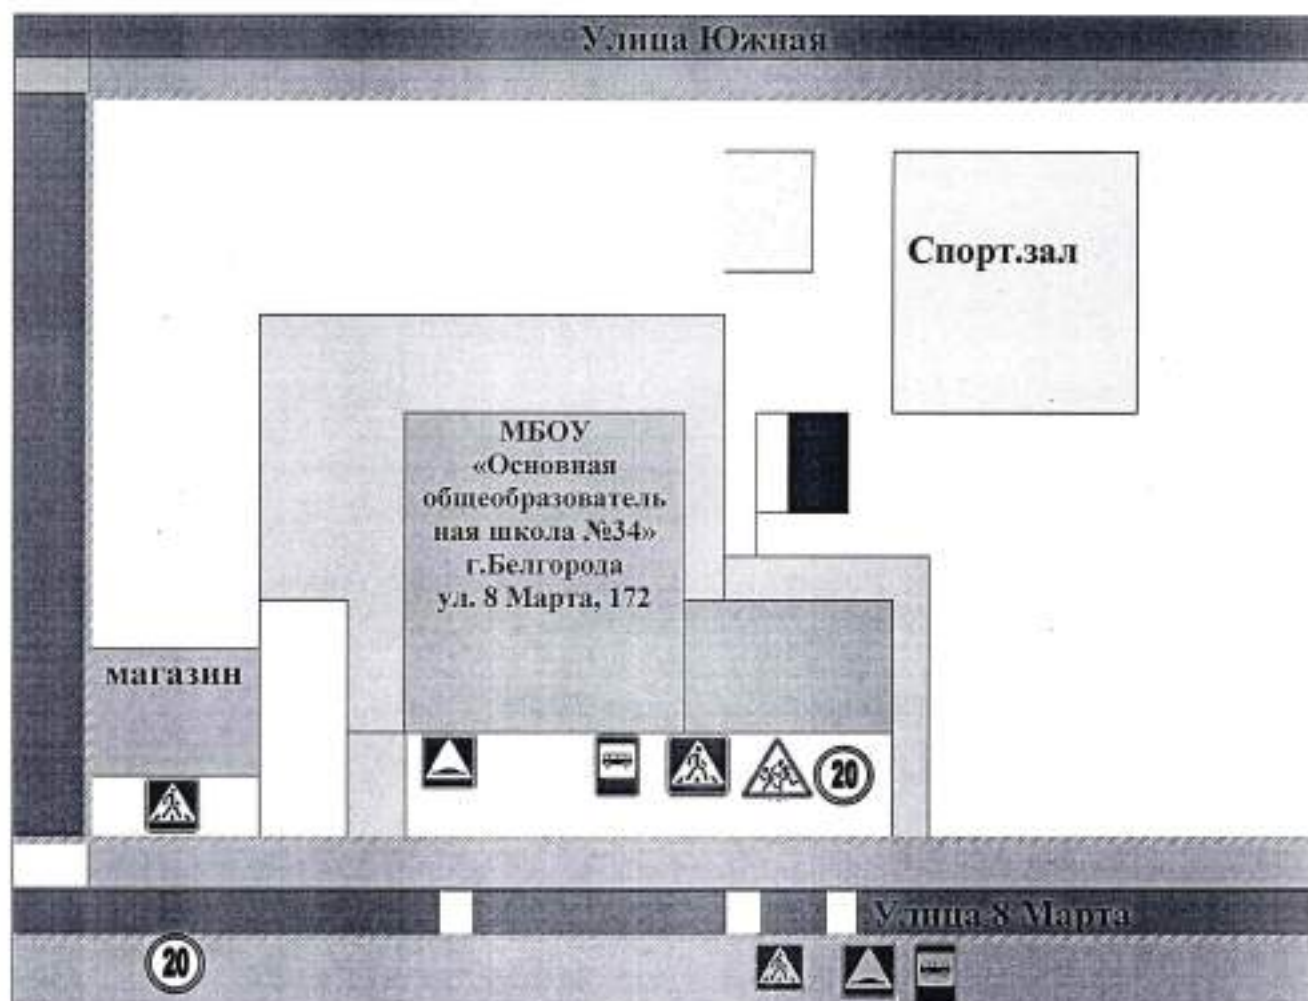 Улица Южная
Спорт.зал
МБОУ
«Основная
общеобразователь
ная школа №34»
г.Белгорода
ул. 8 Марта, 172
магазин
20
Улица 8 Марта
20